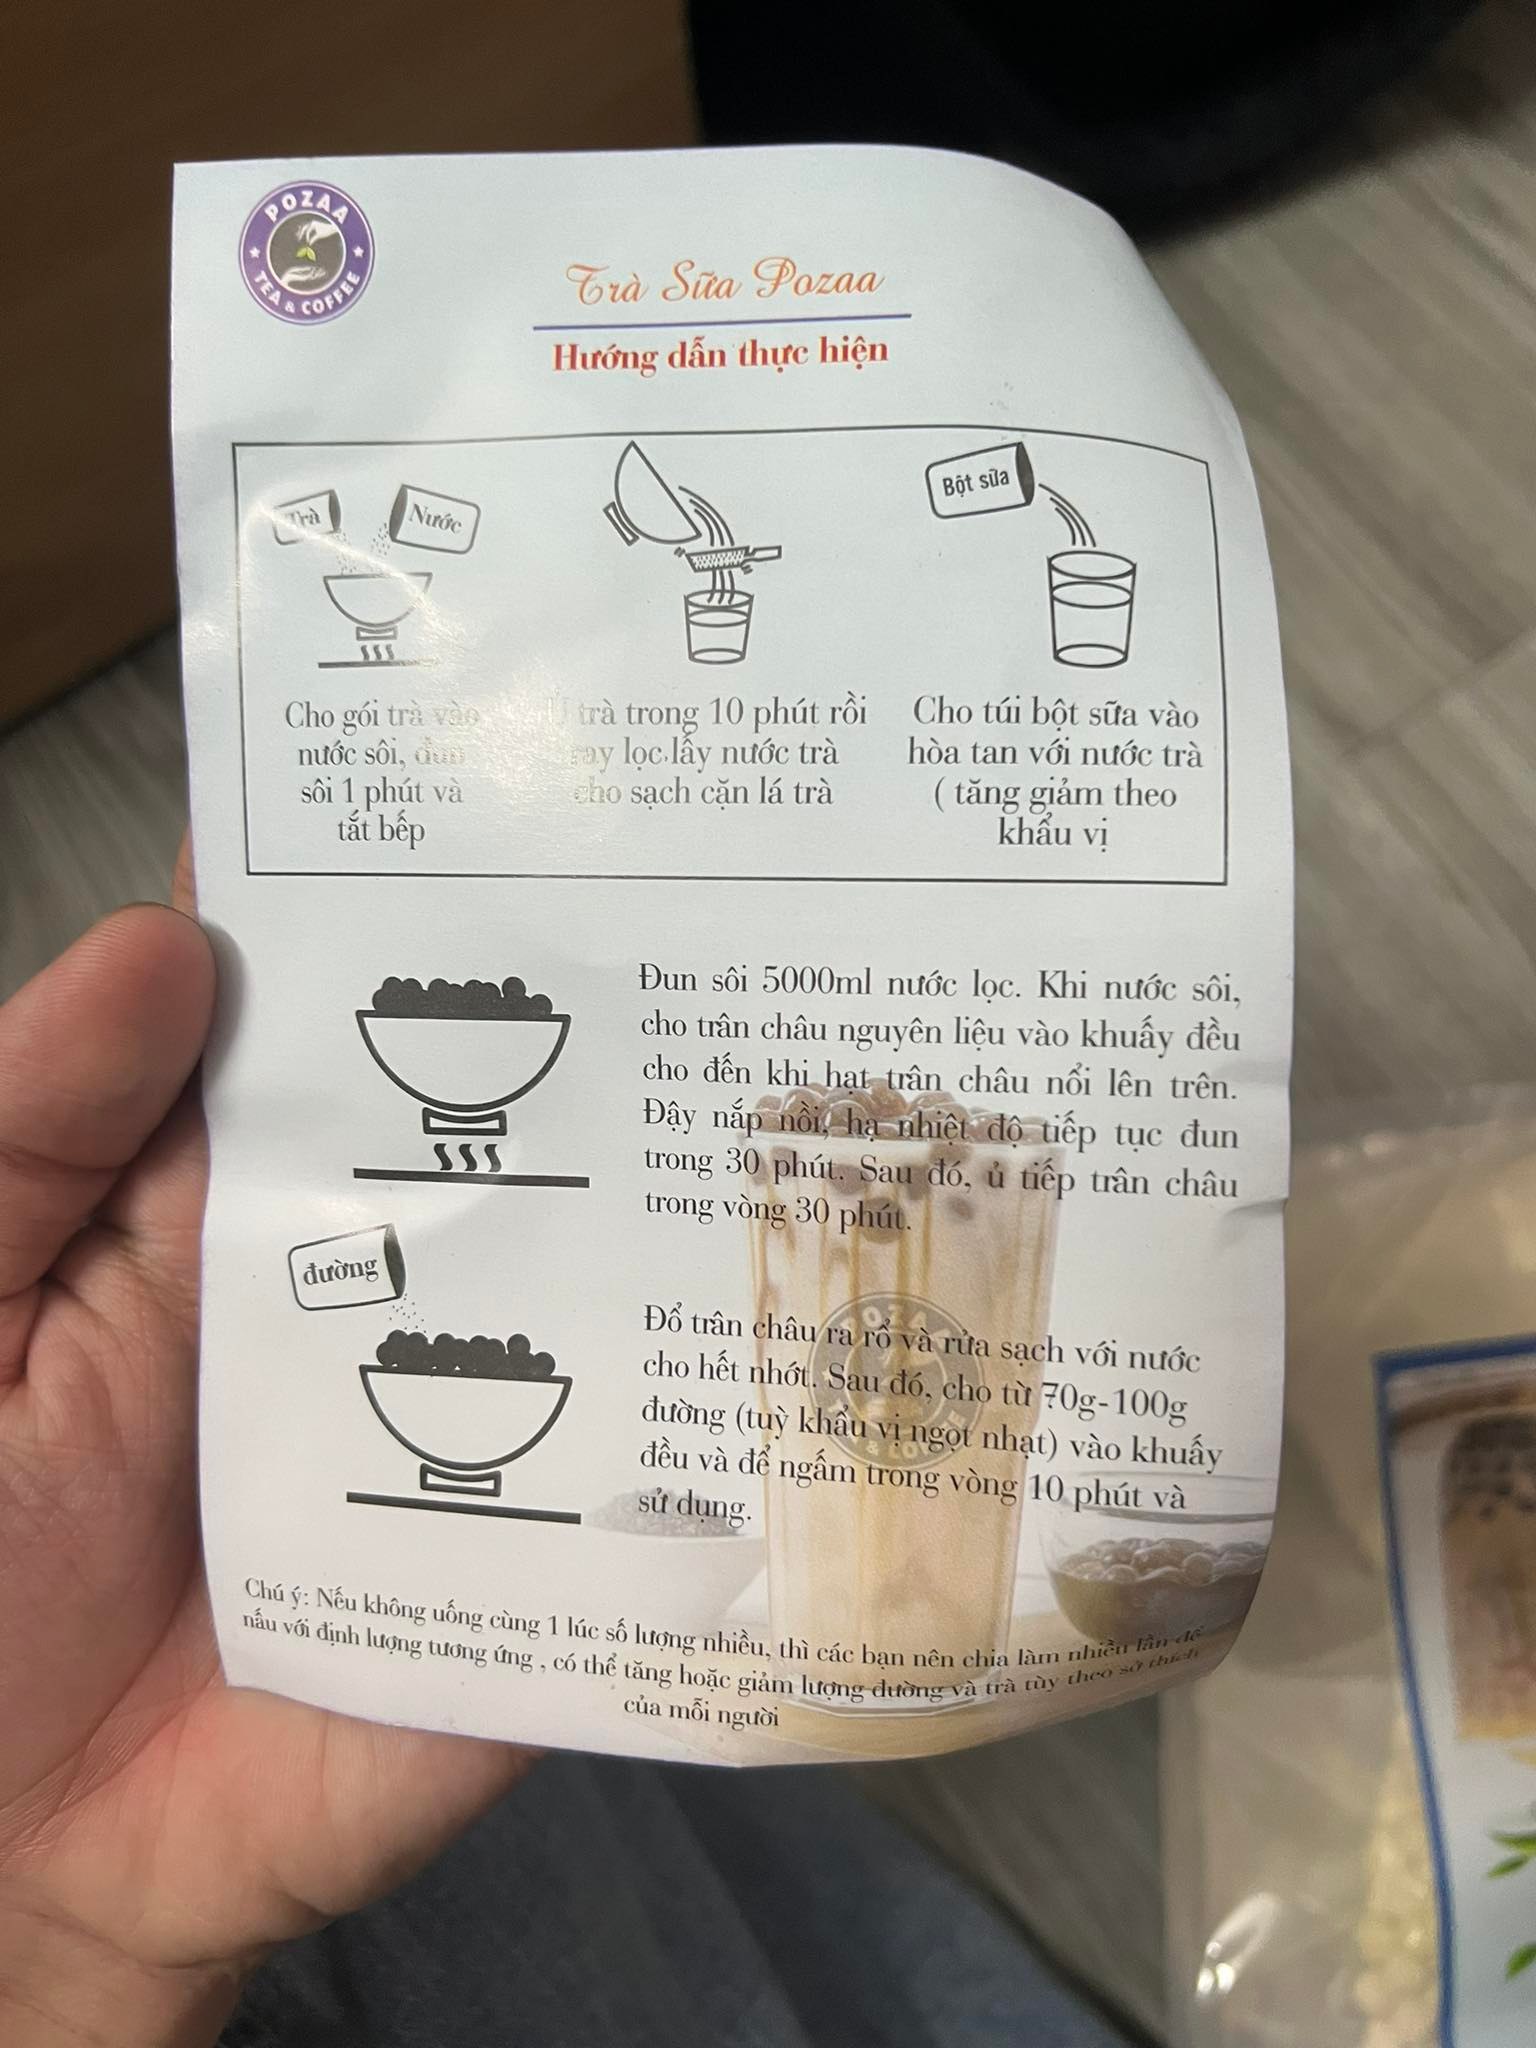 POZAA
TEA & COFFEE
Trà Sữa Pozaa
Hướng dẫn thực hiện
Trà
Nước
Bột sữa
Cho gói trà vào
nước sôi, đun
sôi 1 phút và
tắt bếp
Ủ trà trong 10 phút rồi
ray lọc lấy nước trà
cho sạch cặn lá trà
Cho túi bột sữa vào
hòa tan với nước trà
( tăng giảm theo
khẩu vị
Đun sôi 5000ml nước lọc. Khi nước sôi,
cho trân châu nguyên liệu vào khuấy đều
cho đến khi hạt trân châu nổi lên trên.
Đậy nắp nồi, hạ nhiệt độ tiếp tục đun
trong 30 phút. Sau đó, ủ tiếp trân châu
trong vòng 30 phút.
đường
Đổ trân châu ra rổ và rửa sạch với nước
cho hết nhớt. Sau đó, cho từ 70g-100g
đường (tuỳ khẩu vị ngọt nhạt) vào khuấy
đều và để ngấm trong vòng 10 phút và
sử dụng.
Chú ý: Nếu không uống cùng 1 lúc số lượng nhiều, thì các bạn nên chia làm nhiều lần để
nấu với định lượng tương ứng , có thể tăng hoặc giảm lượng đường và trà tùy theo sở thích
của mỗi người